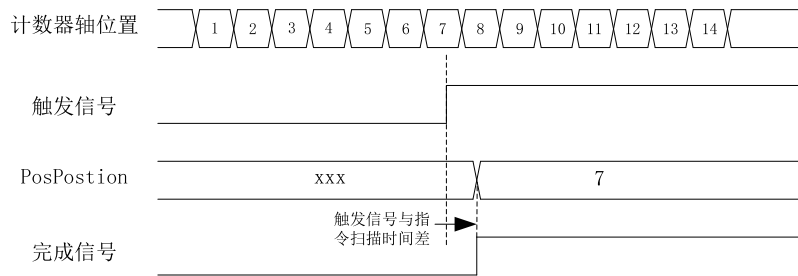 计数器轴位置 1 2 3 4 5 6 7 8 9 10 11 12 13 14
触发信号
PosPostion xxx 7
触发信号与指
令扫描时间差
完成信号